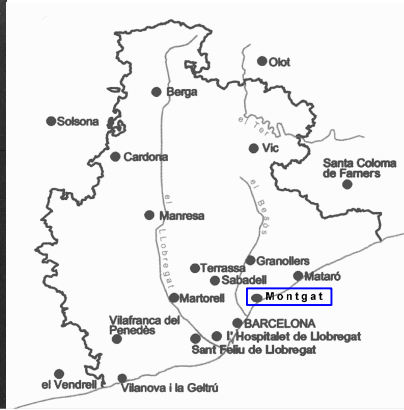 Olot
Berga
Solsona
el Ter
Vic
Cardona
Santa Coloma
de Farners
el Besòs
el LLobregat
Manresa
Granollers
Terrassa
Mataró
Sabadell
Martorell
Montgat
BARCELONA
Vilafranca del
Penedès
l' Hospitalet de Llobregat
Sant Feliu de Llobregat
el Vendrell
Vilanova i la Geltrú